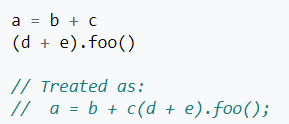 a = b + c
(d + e).foo()

// Treated as:
//  a = b + c(d + e).foo();